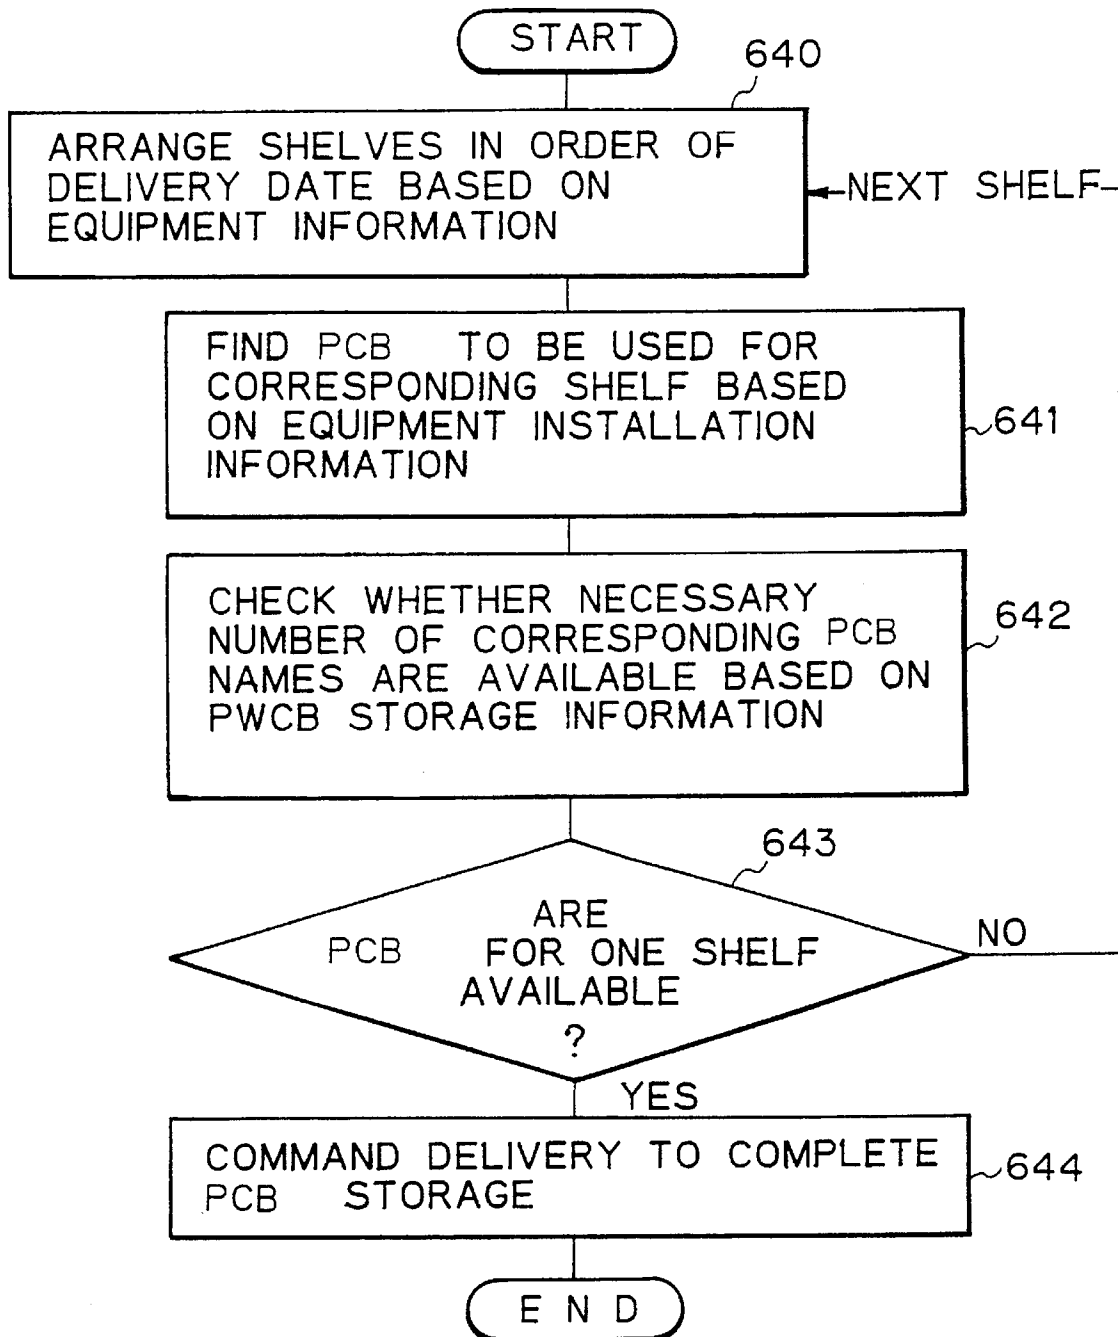 START
640
ARRANGE SHELVES IN ORDER OF
DELIVERY DATE BASED ON
EQUIPMENT INFORMATION
NEXT SHELF
FIND PCB TO BE USED FOR
CORRESPONDING SHELF BASED
ON EQUIPMENT INSTALLATION
INFORMATION
641
CHECK WHETHER NECESSARY
NUMBER OF CORRESPONDING PCB
NAMES ARE AVAILABLE BASED ON
PWCB STORAGE INFORMATION
642
643
ARE
PCB FOR ONE SHELF
AVAILABLE
?
NO
YES
COMMAND DELIVERY TO COMPLETE
PCB STORAGE
644
END